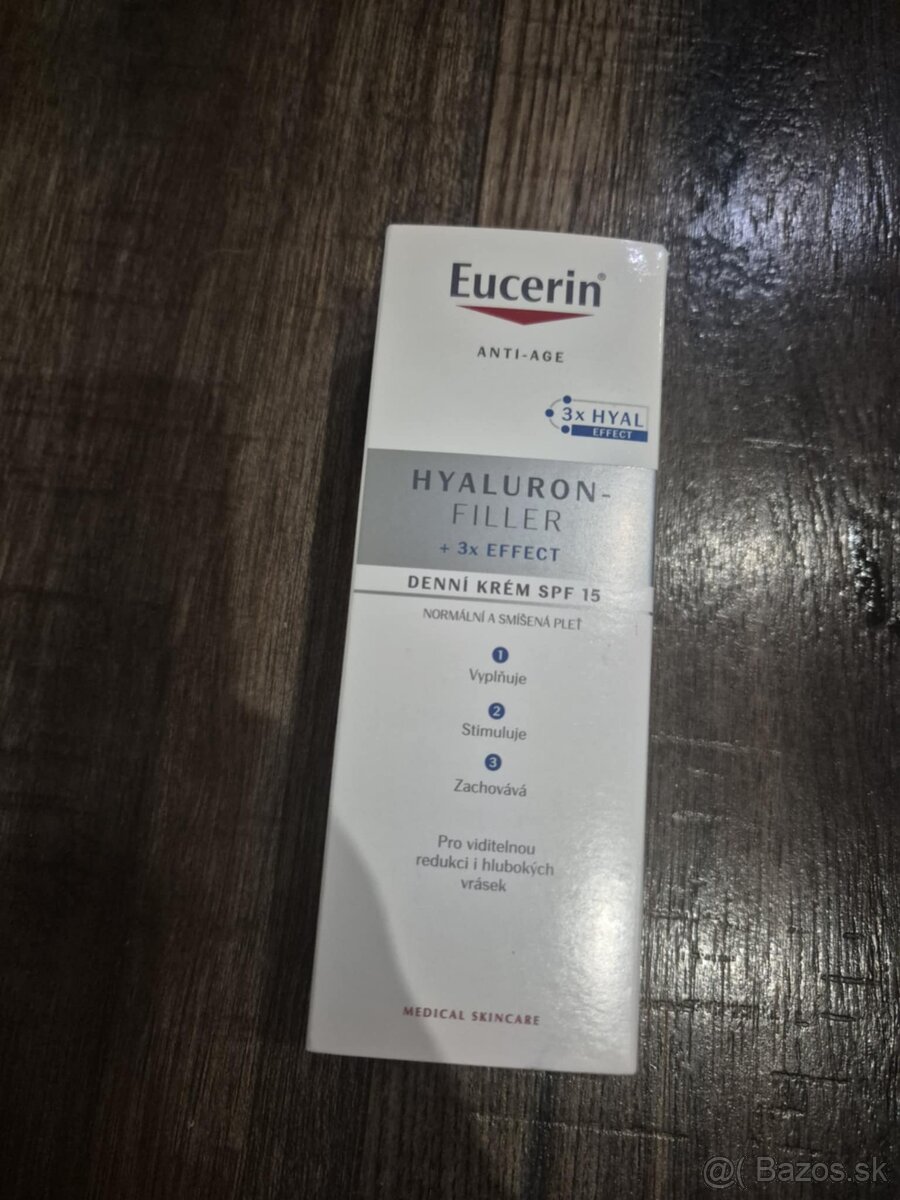 Eucerin®
ANTI-AGE
3x HYAL
EFFECT
HYALURON-
FILLER
+ 3x EFFECT
DENNÍ KRÉM SPF 15
NORMÁLNÍ A SMÍŠENÁ PLEŤ
1
Vyplňuje
2
Stimuluje
3
Zachovává
Pro viditelnou
redukci i hlubokých
vrásek
MEDICAL SKINCARE
@( Bazos.sk